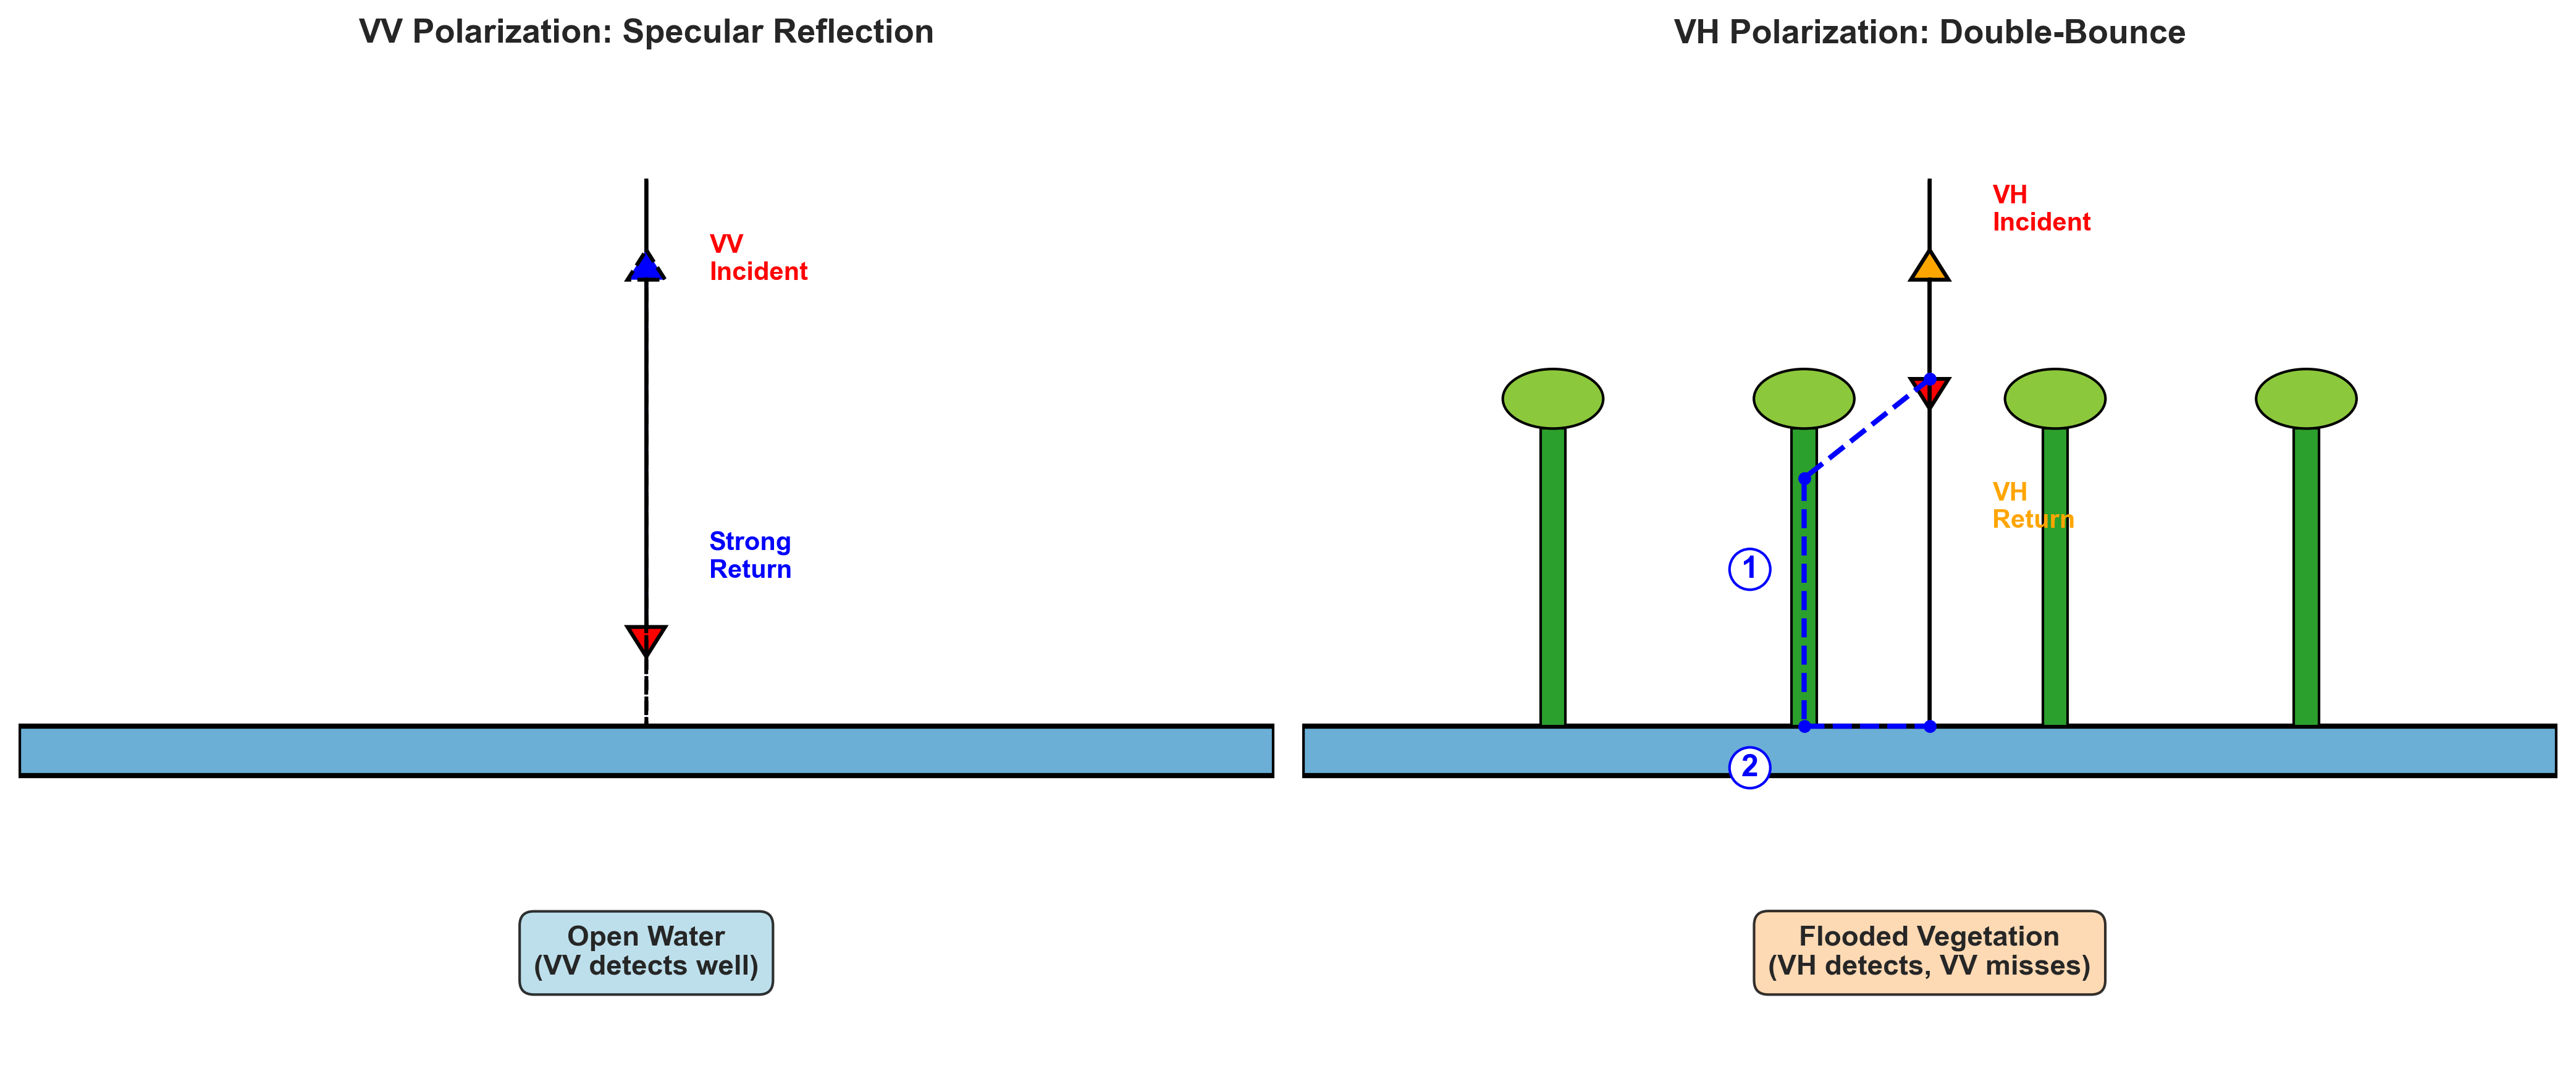 VV Polarization: Specular Reflection
VV
Incident
Strong
Return
Open Water
(VV detects well)
VH Polarization: Double-Bounce
VH
Incident
VH
Return
1
2
Flooded Vegetation
(VH detects, VV misses)